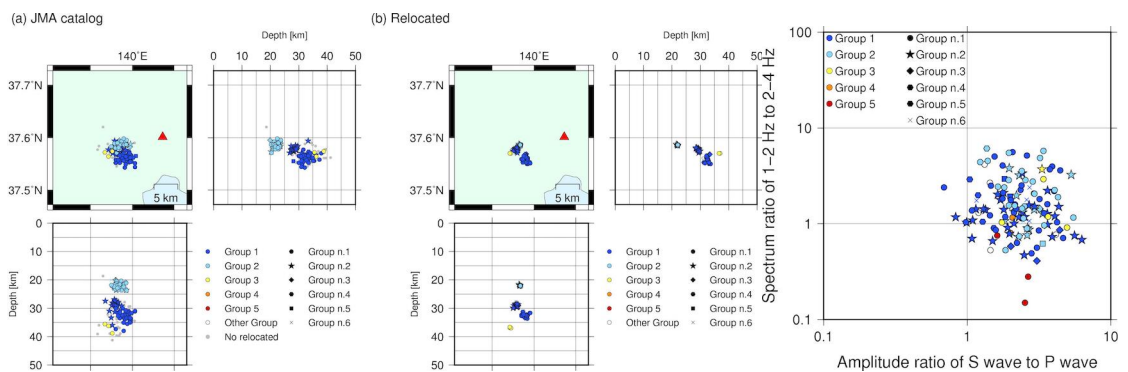 (a) JMA catalog
(b) Relocated
Depth [km]
140˚E
0 10 20 30 40 50
37.7˚N
37.6˚N
37.5˚N
5 km
0
10
20
30
40
50
Depth [km]
Group 1
Group 2
Group 3
Group 4
Group 5
Other Group
No relocated
Group n.1
Group n.2
Group n.3
Group n.4
Group n.5
Group n.6
Depth [km]
140˚E
0 10 20 30 40 50
37.7˚N
37.6˚N
37.5˚N
5 km
0
10
20
30
40
50
Depth [km]
Group 1
Group 2
Group 3
Group 4
Group 5
Other Group
Group n.1
Group n.2
Group n.3
Group n.4
Group n.5
Group n.6
Spectrum ratio of 1−2 Hz to 2−4 Hz
100
10
1
0.1
Group 1
Group 2
Group 3
Group 4
Group 5
Group n.1
Group n.2
Group n.3
Group n.4
Group n.5
Group n.6
0.1 1 10
Amplitude ratio of S wave to P wave